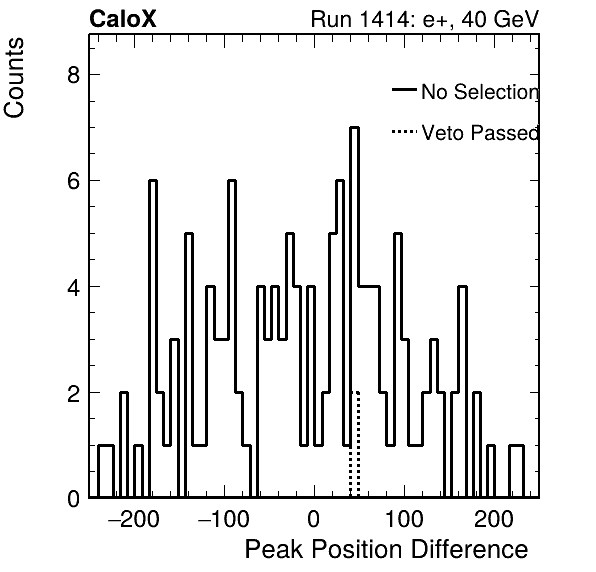 CaloX Run 1414: e+, 40 GeV
Counts
8
No Selection
Veto Passed
6
4
2
0
−200 −100 0 100 200
Peak Position Difference